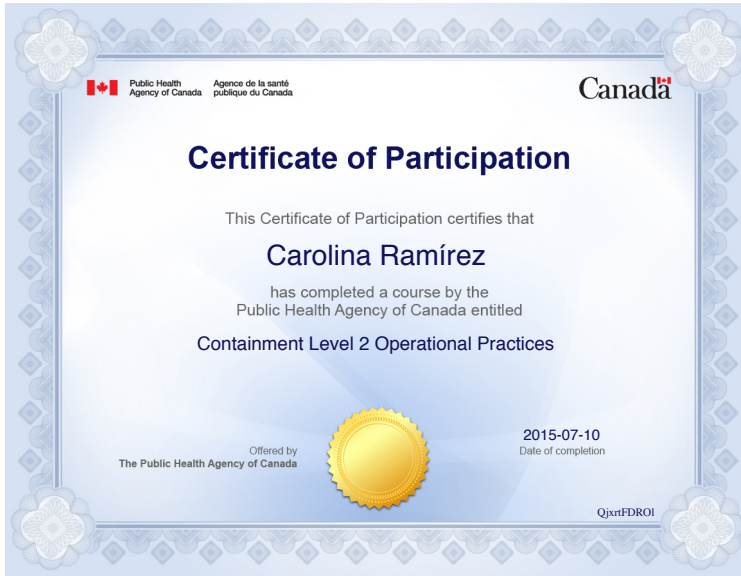 Public Health Agence de la santé
Agency of Canada publique du Canada
Canada
Certificate of Participation
This Certificate of Participation certifies that
Carolina Ramírez
has completed a course by the
Public Health Agency of Canada entitled
Containment Level 2 Operational Practices
Offered by
The Public Health Agency of Canada
2015-07-10
Date of completion
QjxrtFDROl